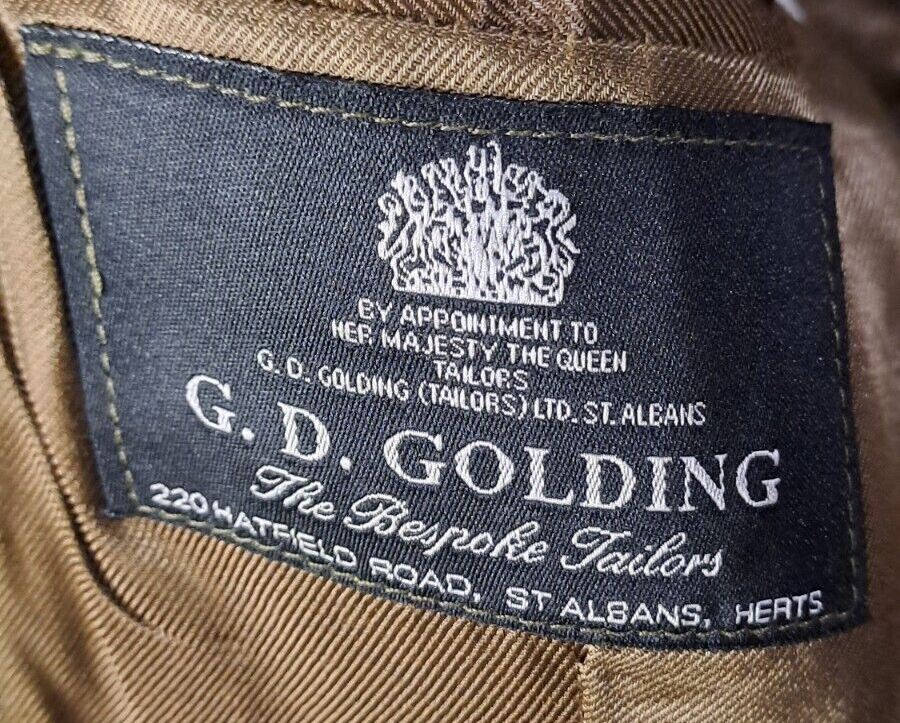 BY APPOINTMENT TO
HER MAJESTY THE QUEEN
TAILORS
G. D. GOLDING (TAILORS) LTD. ST. ALBANS
G. D. GOLDING
The Bespoke Tailors
220 HATFIELD ROAD, ST ALBANS, HERTS